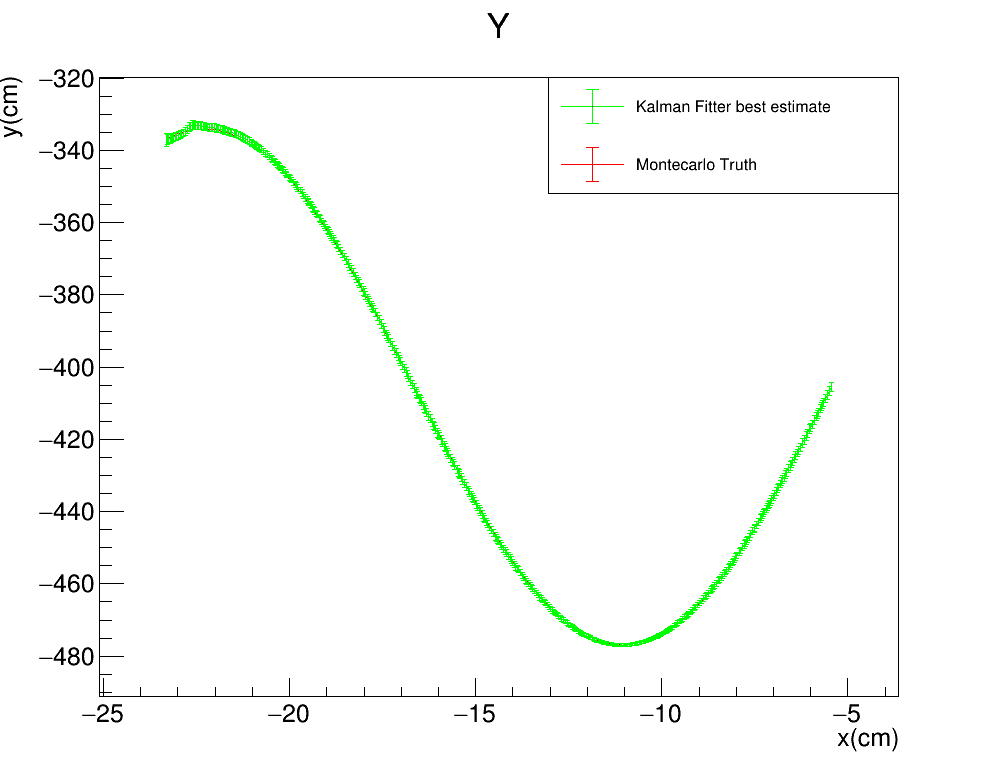 Y
y(cm)
−320
−340
−360
−380
−400
−420
−440
−460
−480
Kalman Fitter best estimate
Montecarlo Truth
−25 −20 −15 −10 −5
x(cm)